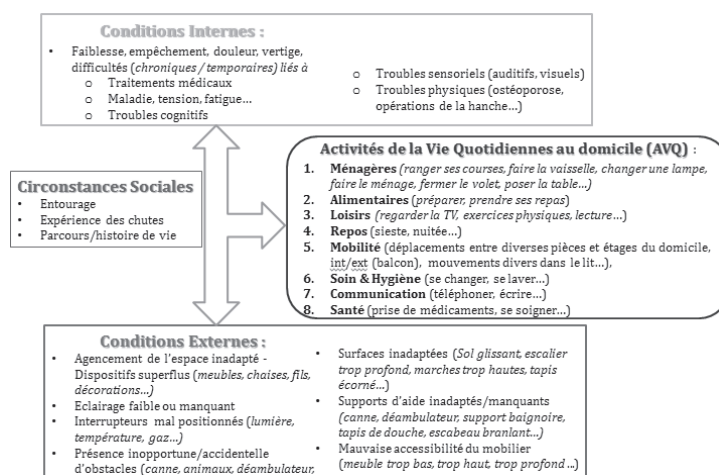 Conditions Internes :
• Faiblesse, empêchement, douleur, vertige,
difficultés (chroniques / temporaires) liés à
o Traitements médicaux
o Maladie, tension, fatigue…
o Troubles cognitifs
o Troubles sensoriels (auditifs, visuels)
o Troubles physiques (ostéoporose,
opérations de la hanche…)
Circonstances Sociales
• Entourage
• Expérience des chutes
• Parcours/histoire de vie
Activités de la Vie Quotidiennes au domicile (AVQ) :
1. Ménagères (ranger ses courses, faire la vaisselle, changer une lampe,
faire le ménage, fermer le volet, poser la table…)
2. Alimentaires (préparer, prendre ses repas)
3. Loisirs (regarder la TV, exercices physiques, lecture…)
4. Repos (sieste, nuitée…)
5. Mobilité (déplacements entre diverses pièces et étages du domicile,
int/ext (balcon), mouvements divers dans le lit…),
6. Soin & Hygiène (se changer, se laver…)
7. Communication (téléphoner, écrire…)
8. Santé (prise de médicaments, se soigner…)
Conditions Externes :
• Agencement de l'espace inadapté -
Dispositifs superflus (meubles, chaises, fils,
décorations…)
• Eclairage faible ou manquant
• Interrupteurs mal positionnés (lumière,
température, gaz…)
• Présence inopportune/accidentelle
d'obstacles (canne, animaux, déambulateur,
• Surfaces inadaptées (Sol glissant, escalier
trop profond, marches trop hautes, tapis
écorné…)
• Supports d'aide inadaptés/manquants
(canne, déambulateur, support baignoire,
tapis de douche, escabeau branlant…)
• Mauvaise accessibilité du mobilier
(meuble trop bas, trop haut, trop profond …)